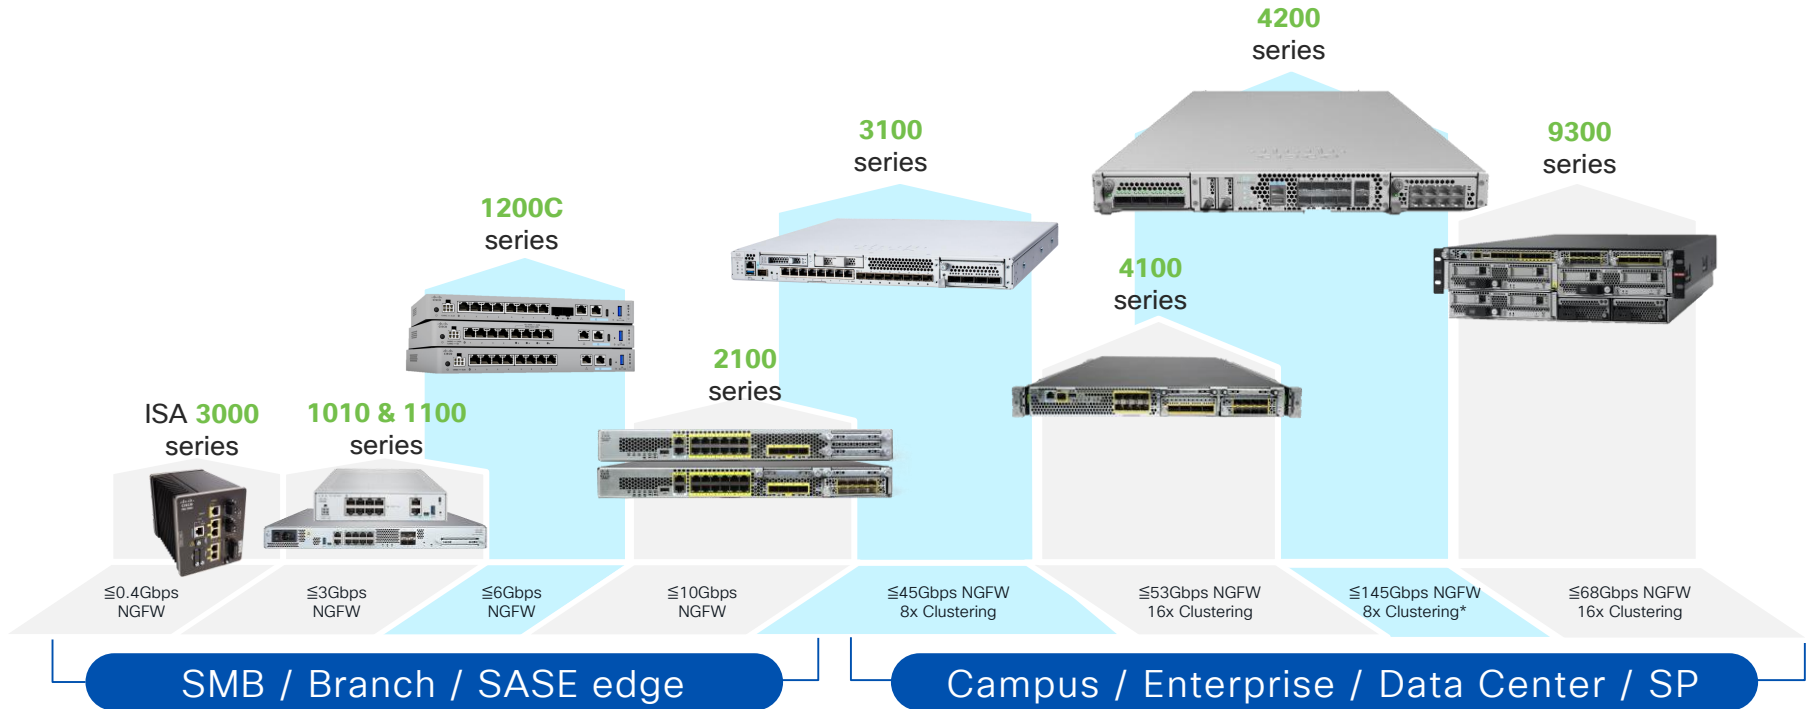 4200
series
3100
series
9300
series
1200C
series
4100
series
2100
series
ISA 3000
series
1010 & 1100
series
≦0.4Gbps
NGFW
≦3Gbps
NGFW
≦6Gbps
NGFW
≦10Gbps
NGFW
≦45Gbps NGFW
8x Clustering
≦53Gbps NGFW
16x Clustering
≦145Gbps NGFW
8x Clustering*
≦68Gbps NGFW
16x Clustering
SMB / Branch / SASE edge
Campus / Enterprise / Data Center / SP